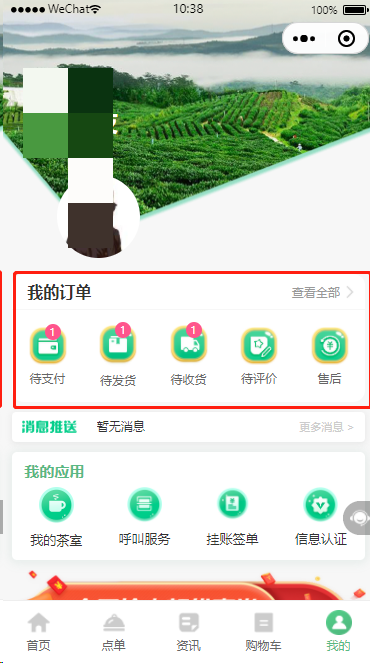 ●●●●● WeChat 10:38 100%
我的订单 查看全部 >
1 1 1
待支付 待发货 待收货 待评价 售后
消息推送 暂无消息 更多消息 >
我的应用
我的茶室 呼叫服务 挂账签单 信息认证
首页 点单 资讯 购物车 我的